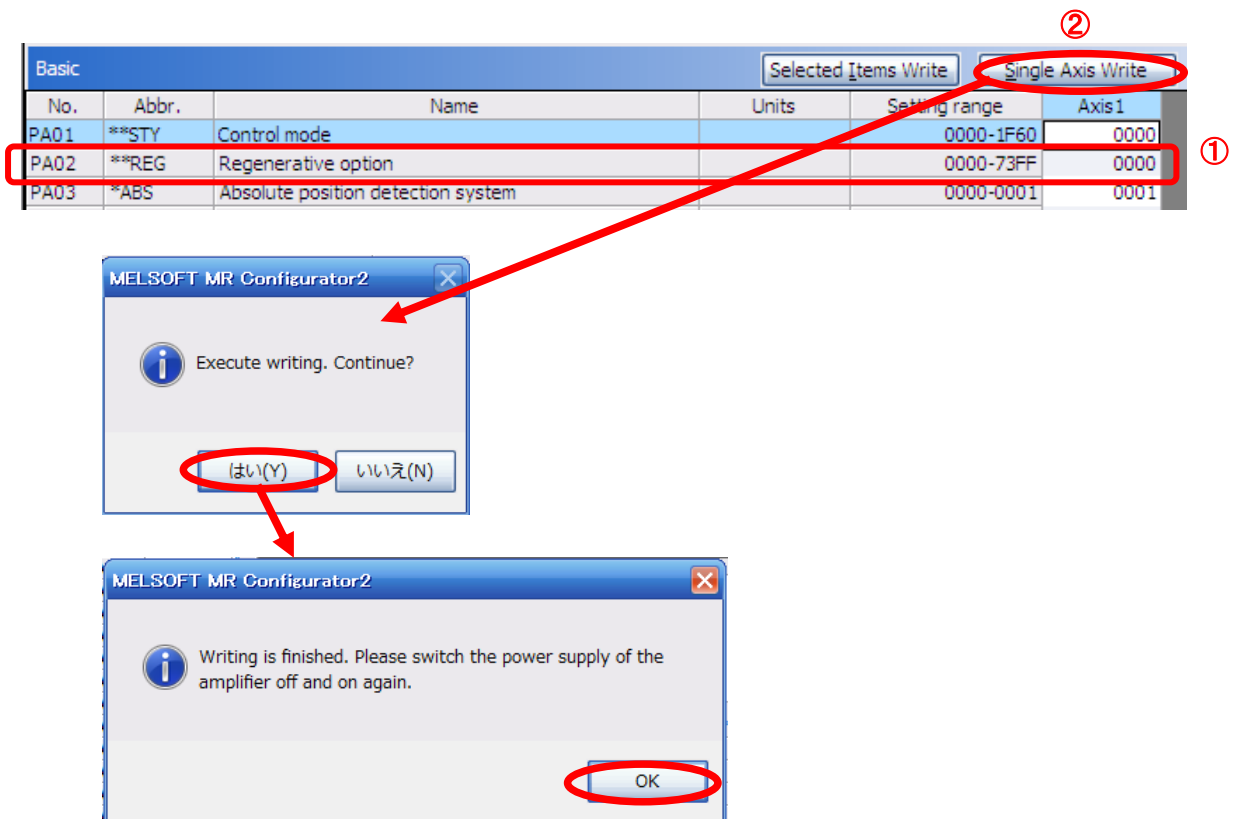 ②
Basic Selected Items Write Single Axis Write
No. Abbr. Name Units Setting range Axis1
PA01 **STY Control mode 0000-1F60 0000
PA02 **REG Regenerative option 0000-73FF 0000
①
PA03 *ABS Absolute position detection system 0000-0001 0001
MELSOFT MR Configurator2
Execute writing. Continue?
はい(Y) いいえ(N)
MELSOFT MR Configurator2
Writing is finished. Please switch the power supply of the
amplifier off and on again.
OK